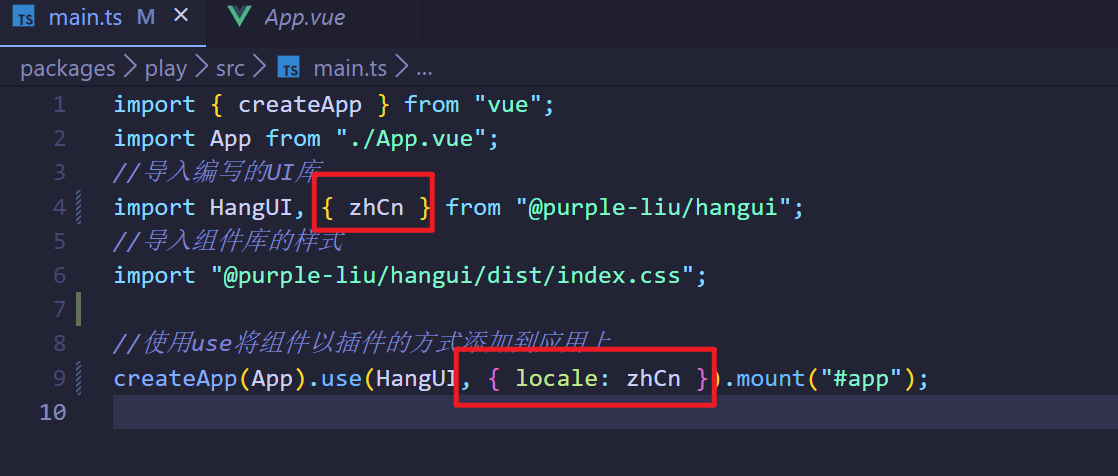 TS main.ts M × App.vue
packages > play > src > TS main.ts > ...
1 import { createApp } from "vue";
2 import App from "./App.vue";
3 //导入编写的UI库
4 import HangUI, { zhCn } from "@purple-liu/hangui";
5 //导入组件库的样式
6 import "@purple-liu/hangui/dist/index.css";
7
8 //使用use将组件以插件的方式添加到应用上
9 createApp(App).use(HangUI, { locale: zhCn }).mount("#app");
10